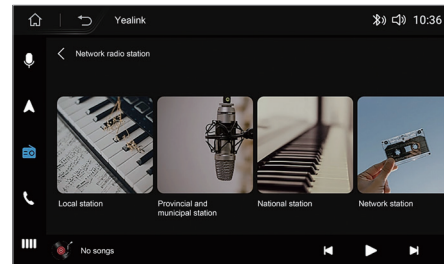 Yealink
10:36
Network radio station
Local station
Provincial and
municipal station
National station
Network station
No songs